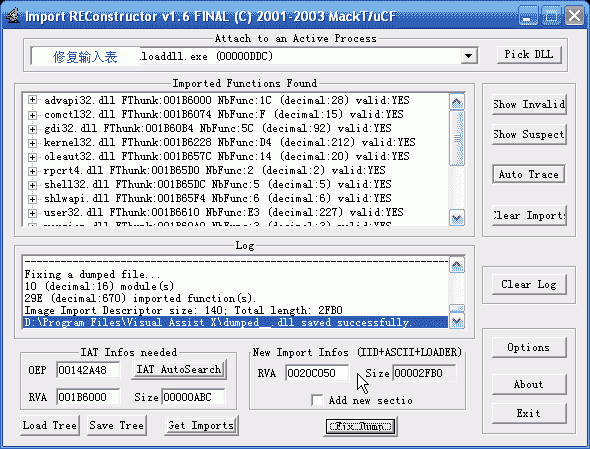 Import REConstructor v1.6 FINAL (C) 2001-2003 MackT/uCF
Attach to an Active Process
修复输入表 .loaddll.exe (00000DDC)
Pick DLL
Imported Functions Found
advapi32.dll FThunk:001B6000 NbFunc:1C (decimal:28) valid:YES
comctl32.dll FThunk:001B6074 NbFunc:F (decimal:15) valid:YES
gdi32.dll FThunk:001B60B4 NbFunc:5C (decimal:92) valid:YES
kernel32.dll FThunk:001B6228 NbFunc:D4 (decimal:212) valid:YES
oleaut32.dll FThunk:001B657C NbFunc:14 (decimal:20) valid:YES
rpcrt4.dll FThunk:001B65D0 NbFunc:2 (decimal:2) valid:YES
shell32.dll FThunk:001B65DC NbFunc:5 (decimal:5) valid:YES
shlwapi.dll FThunk:001B65F4 NbFunc:6 (decimal:6) valid:YES
user32.dll FThunk:001B6610 NbFunc:E3 (decimal:227) valid:YES
Show Invalid
Show Suspect
Auto Trace
Clear Imports
Log
Fixing a dumped file...
10 (decimal:16) module(s)
29E (decimal:670) imported function(s).
Image Import Descriptor size: 140; Total length: 2FB0
D:\Program Files\Visual Assist X\dumped__.dll saved successfully.
Clear Log
IAT Infos needed
OEP 00142A48 IAT AutoSearch
RVA 001B6000 Size 00000ABC
New Import Infos (IID+ASCII+LOADER)
RVA 0020C050 Size 00002FB0
Add new sectio
Load Tree Save Tree Get Imports Fix Dump
Options
About
Exit